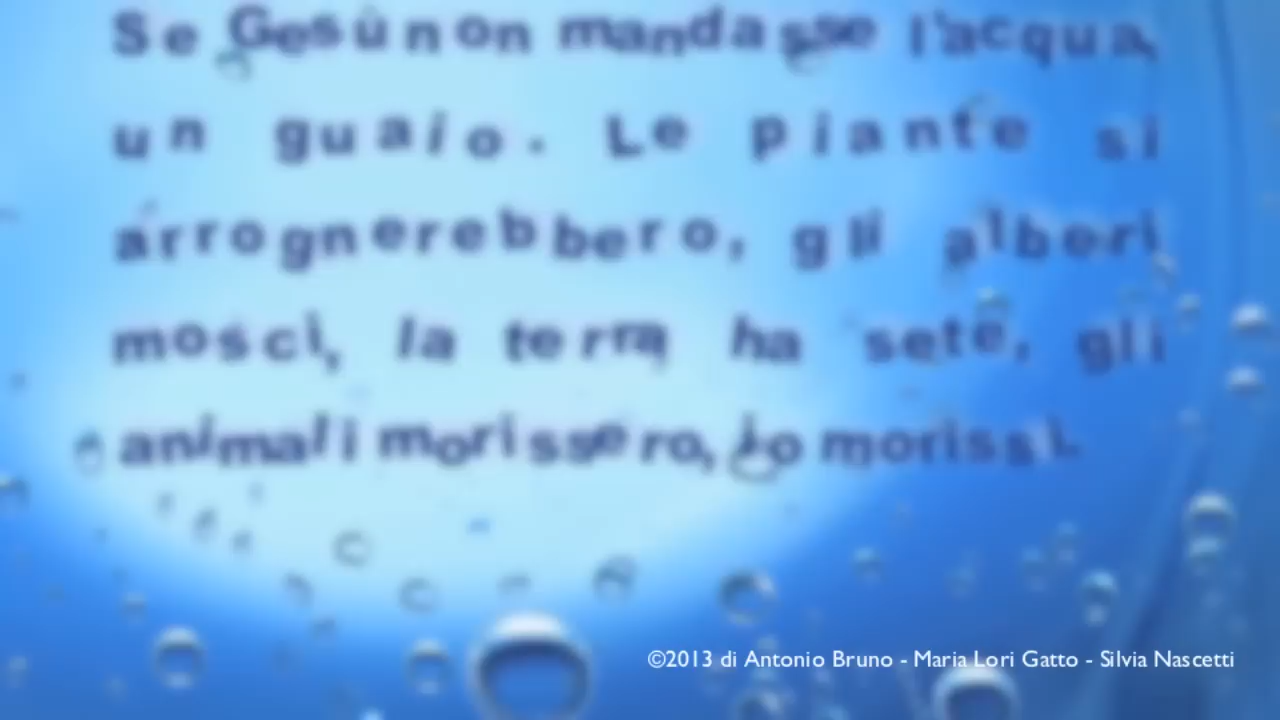 Se Gesù non mandasse l'acqua,
un guaio. Le piante si
arrognerebbero, gli alberi
mosci, la terra ha sete, gli
animali morissero, io morissi.
©2013 di Antonio Bruno - Maria Lori Gatto - Silvia Nascetti